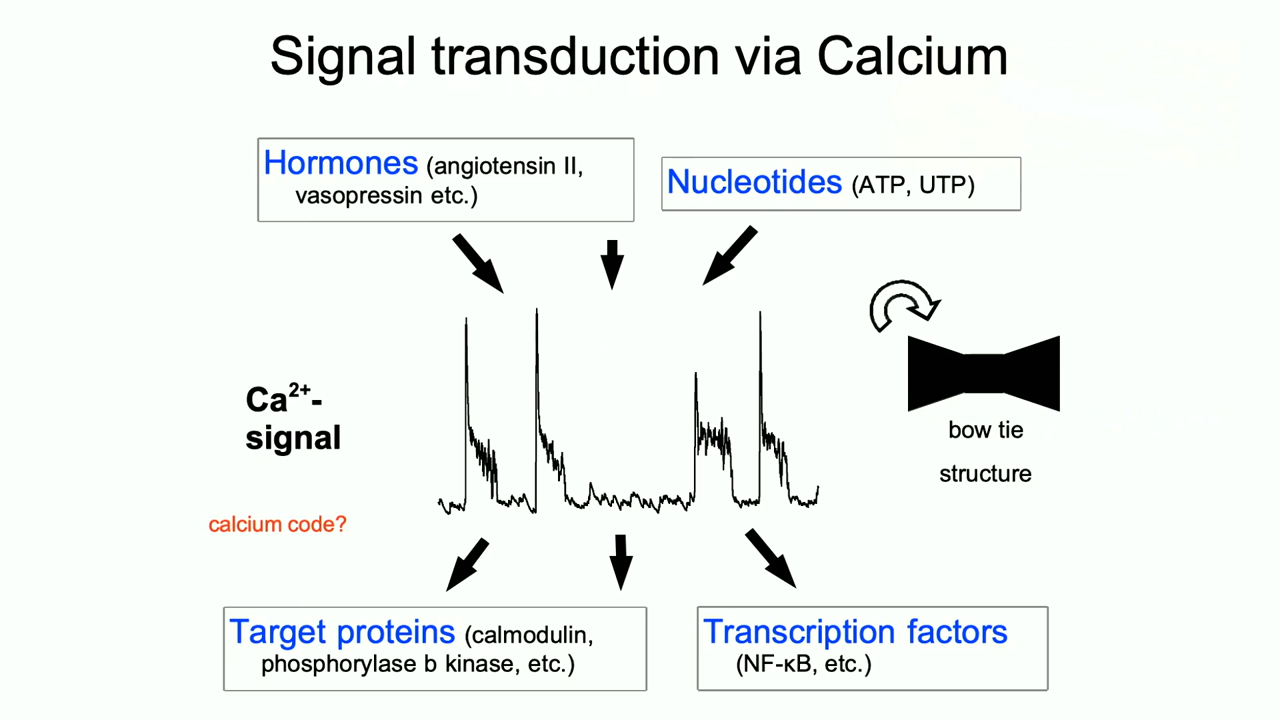 Signal transduction via Calcium
Hormones (angiotensin II,
vasopressin etc.)
Nucleotides (ATP, UTP)
Ca²⁺-
signal
bow tie
structure
calcium code?
Target proteins (calmodulin,
phosphorylase b kinase, etc.)
Transcription factors
(NF-κB, etc.)